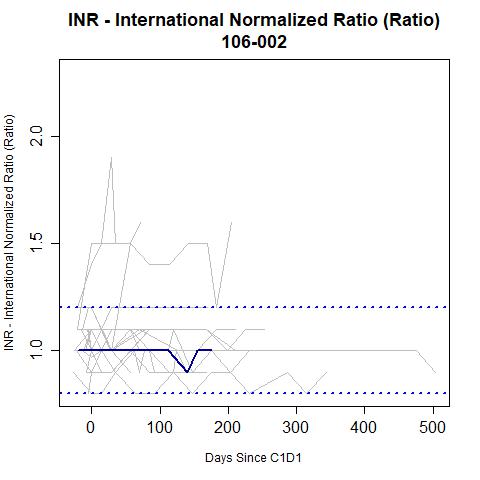 INR - International Normalized Ratio (Ratio)
106-002
INR - International Normalized Ratio (Ratio)
2.0
1.5
1.0
0 100 200 300 400 500
Days Since C1D1